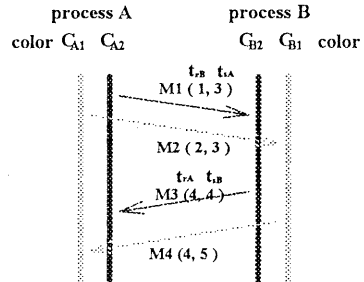 process A process B
color C_A1 C_A2 C_B2 C_B1 color
t_rB t_sA
M1 ( 1, 3 )
M2 ( 2, 3 )
t_rA t_sB
M3 ( 4, 4 )
M4 ( 4, 5 )